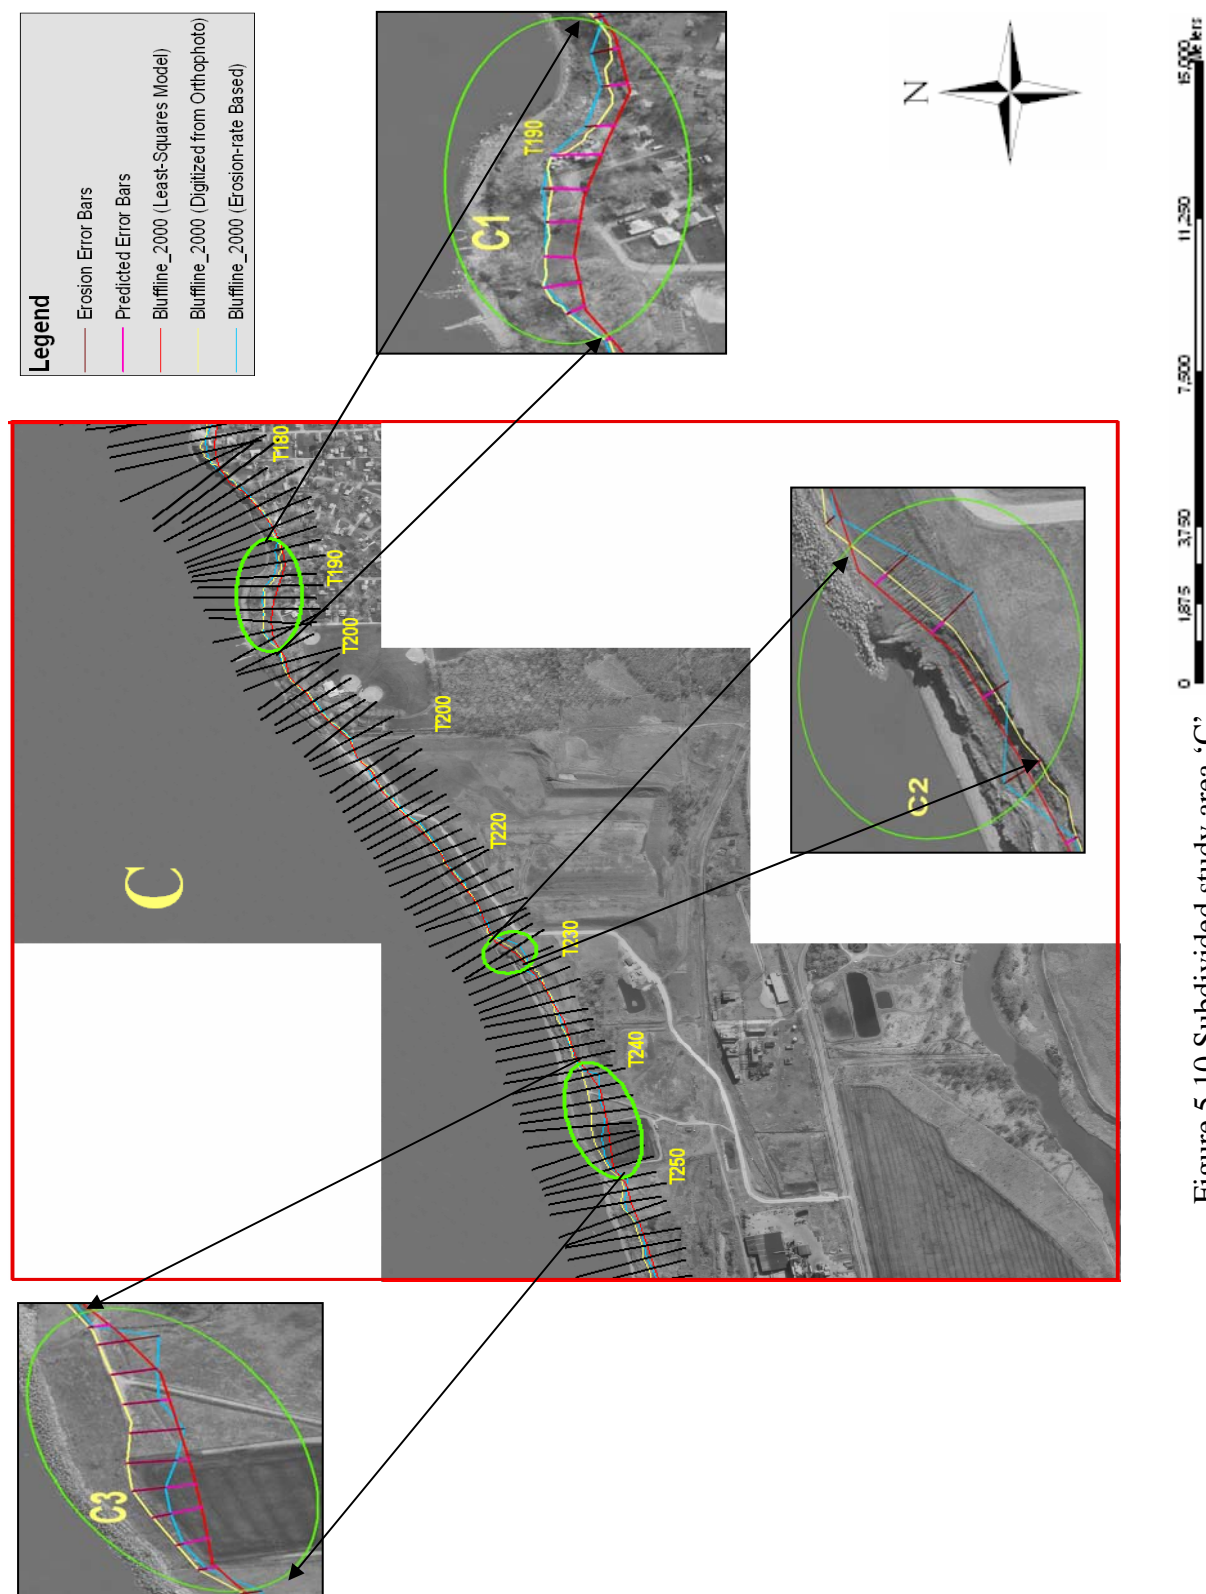 Legend
Erosion Error Bars
Predicted Error Bars
Bluffline_2000 (Least-Squares Model)
Bluffline_2000 (Digitized from Orthophoto)
Bluffline_2000 (Erosion-rate Based)
C1
T190
N
C
T180
T190
T200
T200
T220
T230
T240
T250
C2
C3
0 1,875 3,750 7,500 11,250 15,000
Meters
Figure 5.10 Subdivided study area 'C'